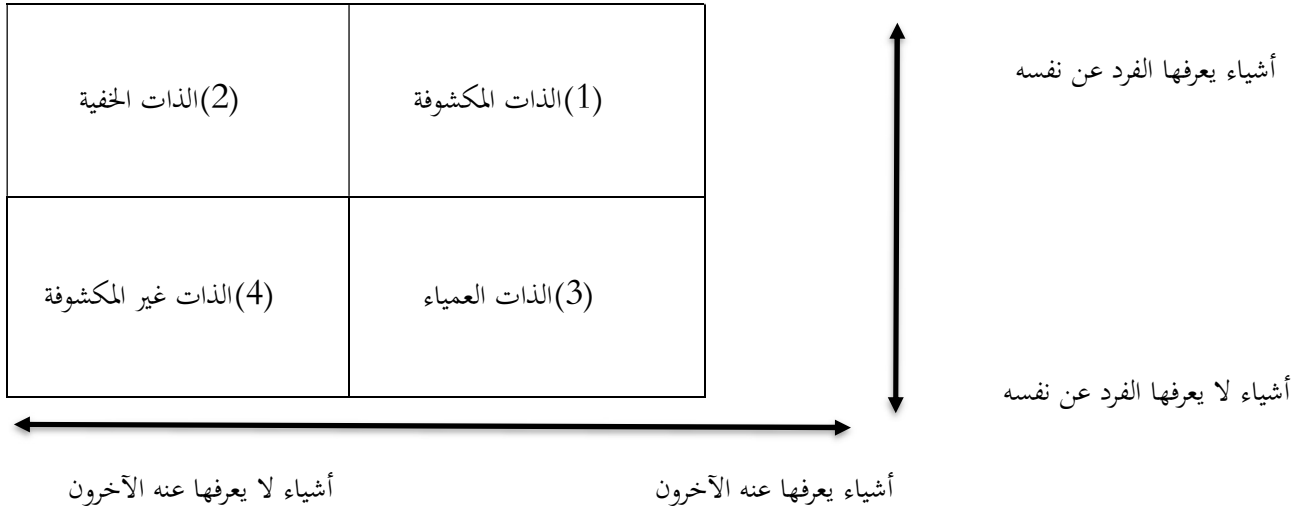 أشياء يعرفها الفرد عن نفسه
(1)الذات المكشوفة
(2)الذات الخفية
(3)الذات العمياء
(4)الذات غير المكشوفة
أشياء لا يعرفها الفرد عن نفسه
أشياء يعرفها عنه الآخرون
أشياء لا يعرفها عنه الآخرون